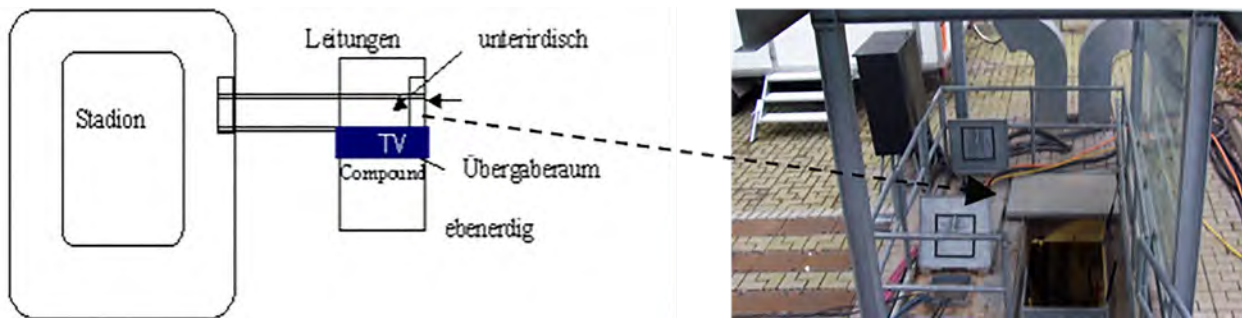 Leitungen
unterirdisch
Stadion
TV
Compound
Übergaberaum
ebenerdig